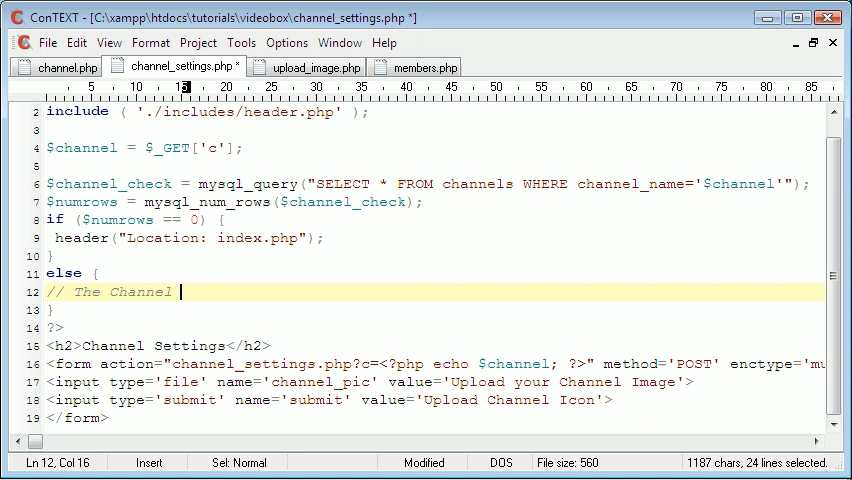 ConTEXT - [C:\xampp\htdocs\tutorials\videobox\channel_settings.php *]
File Edit View Format Project Tools Options Window Help
channel.php channel_settings.php * upload_image.php members.php
5 10 15 20 25 30 35 40 45 50 55 60 65 70 75 80 85
2 include ( './includes/header.php' );
3
4 $channel = $_GET['c'];
5
6 $channel_check = mysql_query("SELECT * FROM channels WHERE channel_name='$channel'");
7 $numrows = mysql_num_rows($channel_check);
8 if ($numrows == 0) {
9 header("Location: index.php");
10 }
11 else {
12 // The Channel
13 }
14 ?>
15 <h2>Channel Settings</h2>
16 <form action="channel_settings.php?c=<?php echo $channel; ?>" method='POST' enctype='mu
17 <input type='file' name='channel_pic' value='Upload your Channel Image'>
18 <input type='submit' name='submit' value='Upload Channel Icon'>
19 </form>
Ln 12, Col 16 Insert Sel: Normal Modified DOS File size: 560 1187 chars, 24 lines selected.